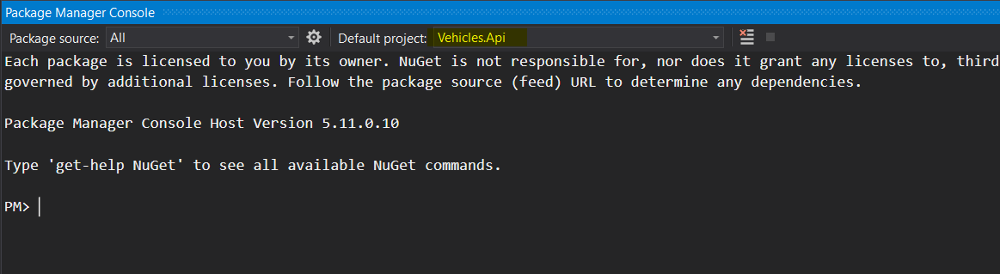 Package Manager Console
Package source: All Default project: Vehicles.Api
Each package is licensed to you by its owner. NuGet is not responsible for, nor does it grant any licenses to, third
governed by additional licenses. Follow the package source (feed) URL to determine any dependencies.
Package Manager Console Host Version 5.11.0.10
Type 'get-help NuGet' to see all available NuGet commands.
PM>